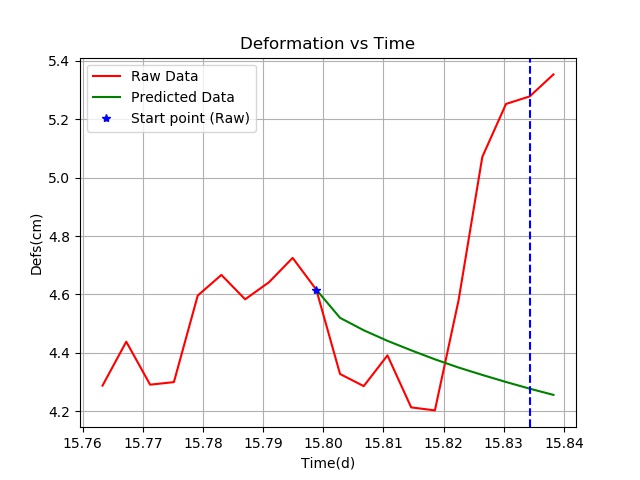 Deformation vs Time
Raw Data
Predicted Data
Start point (Raw)
Defs(cm)
5.4
5.2
5.0
4.8
4.6
4.4
4.2
15.76 15.77 15.78 15.79 15.80 15.81 15.82 15.83 15.84
Time(d)